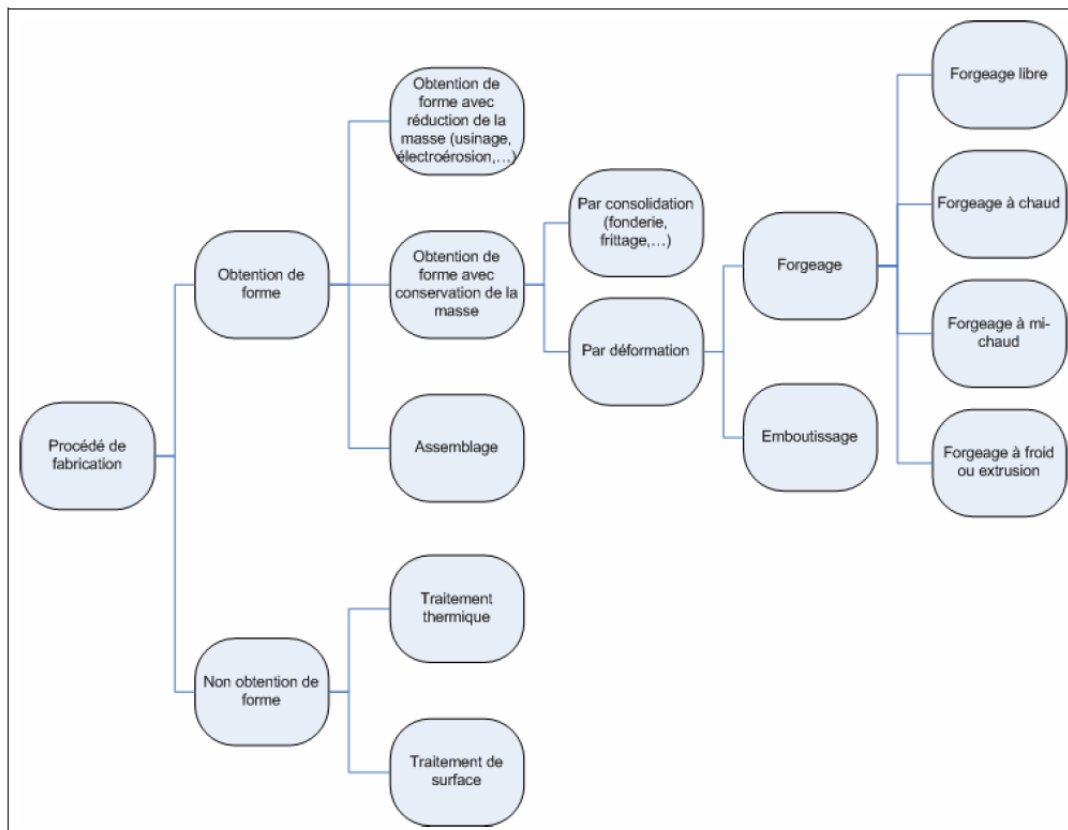 Procédé de
fabrication
Obtention de
forme
Non obtention de
forme
Obtention de
forme avec
réduction de la
masse (usinage,
électroérosion,…)
Obtention de
forme avec
conservation de la
masse
Assemblage
Traitement
thermique
Traitement de
surface
Par consolidation
(fonderie,
frittage,…)
Par déformation
Forgeage
Emboutissage
Forgeage libre
Forgeage à chaud
Forgeage à mi-
chaud
Forgeage à froid
ou extrusion